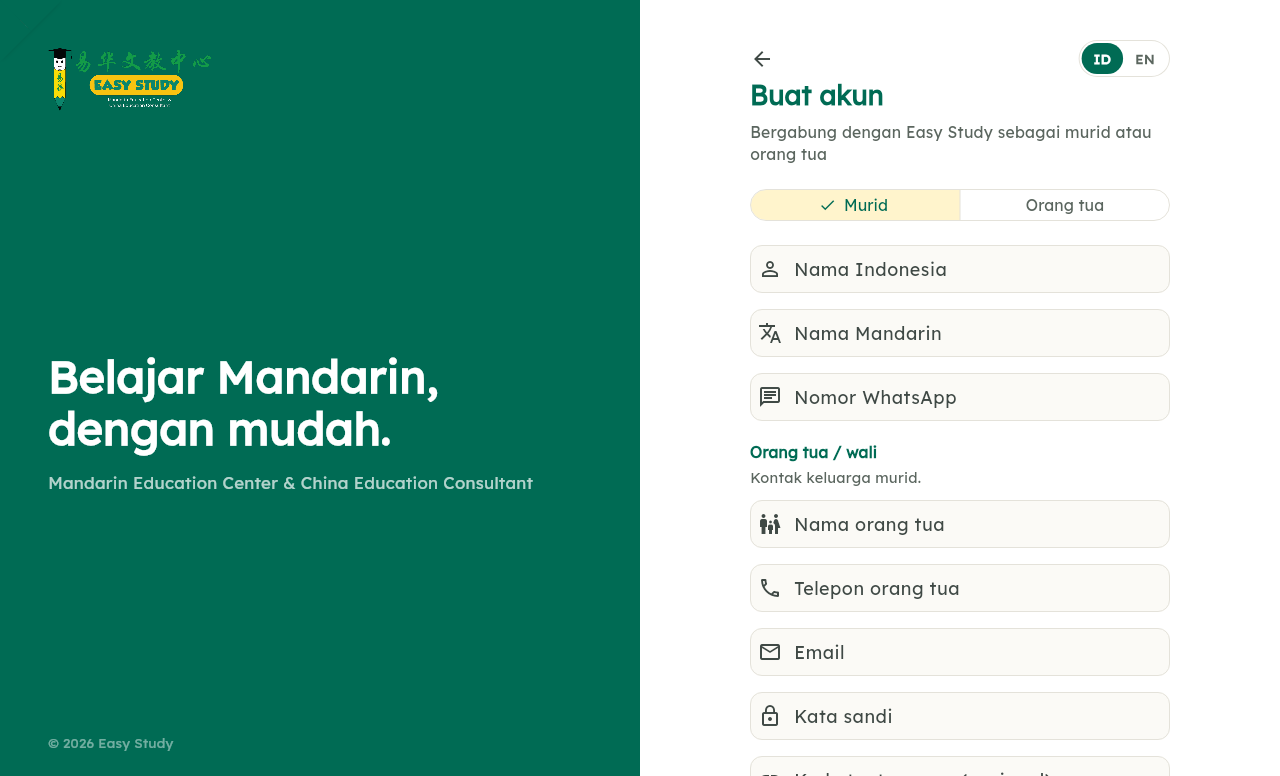 易华文教中心
EASY STUDY
Belajar Mandarin,
dengan mudah.
Mandarin Education Center & China Education Consultant
© 2026 Easy Study
ID EN
Buat akun
Bergabung dengan Easy Study sebagai murid atau
orang tua
Murid Orang tua
Nama Indonesia
Nama Mandarin
Nomor WhatsApp
Orang tua / wali
Kontak keluarga murid.
Nama orang tua
Telepon orang tua
Email
Kata sandi